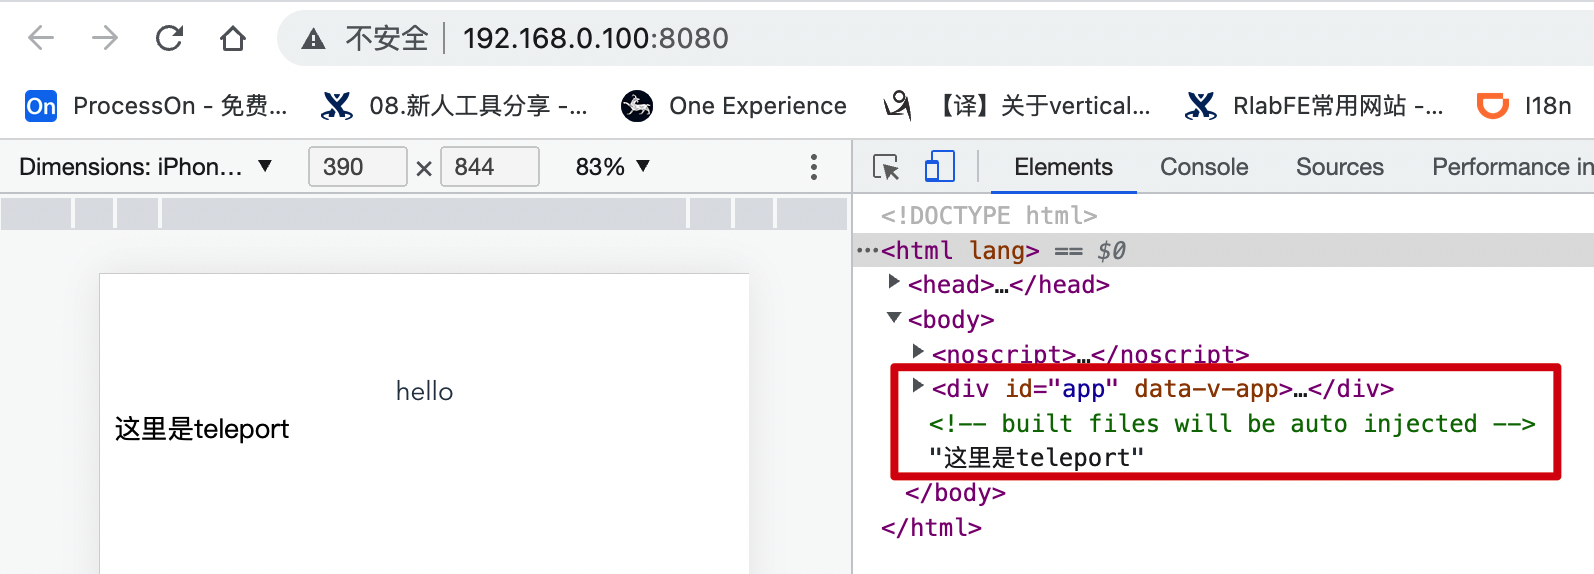 不安全 192.168.0.100:8080
On ProcessOn - 免费... 08.新人工具分享 -... One Experience 【译】关于vertical... RlabFE常用网站 -... I18n
Dimensions: iPhon... ▼ 390 × 844 83% ▼
Elements Console Sources Performance in
<!DOCTYPE html>
···<html lang> == $0
<head>…</head>
<body>
<noscript>…</noscript>
<div id="app" data-v-app>…</div>
<!-- built files will be auto injected -->
"这里是teleport"
</body>
</html>
hello
这里是teleport